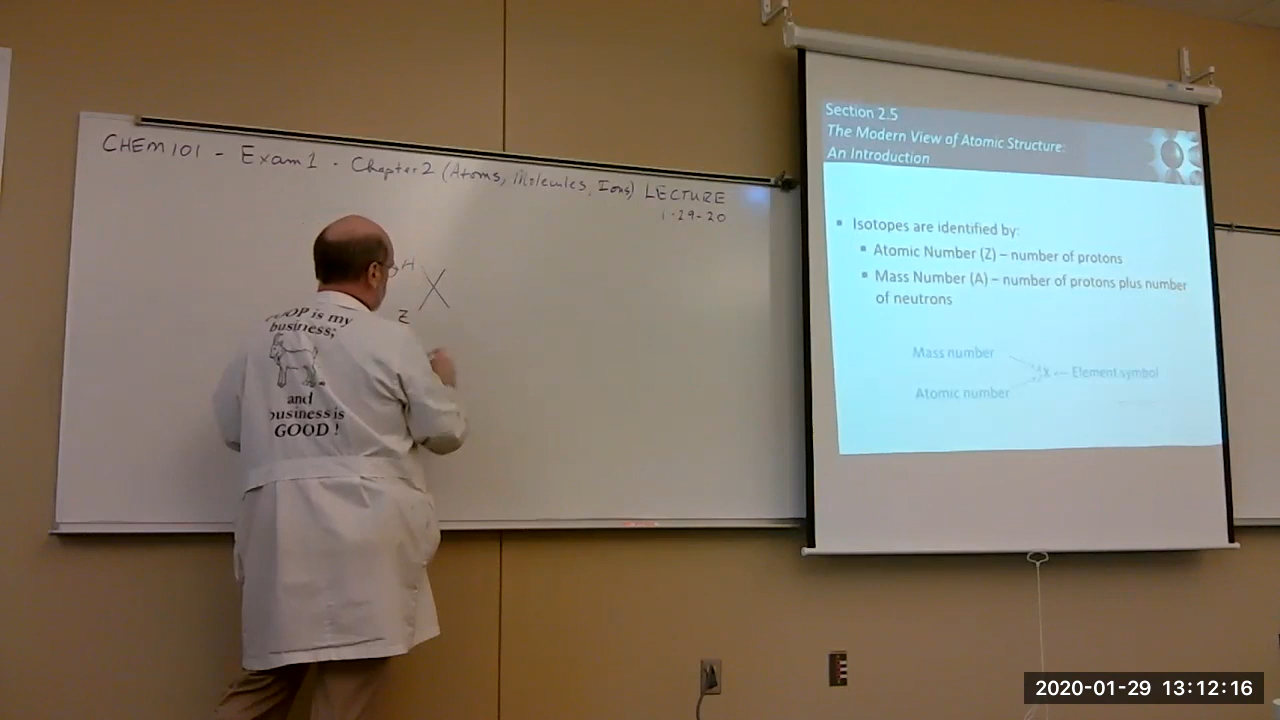 CHEM 101 - Exam 1 - Chapter 2 (Atoms, Molecules, Ions) LECTURE
1-29-20
A
X
Z
is my
business;
and
business is
GOOD !
Section 2.5
The Modern View of Atomic Structure:
An Introduction
▪ Isotopes are identified by:
▪ Atomic Number (Z) – number of protons
▪ Mass Number (A) – number of protons plus number
of neutrons
Mass number
X ← Element symbol
Atomic number
2020-01-29 13:12:16